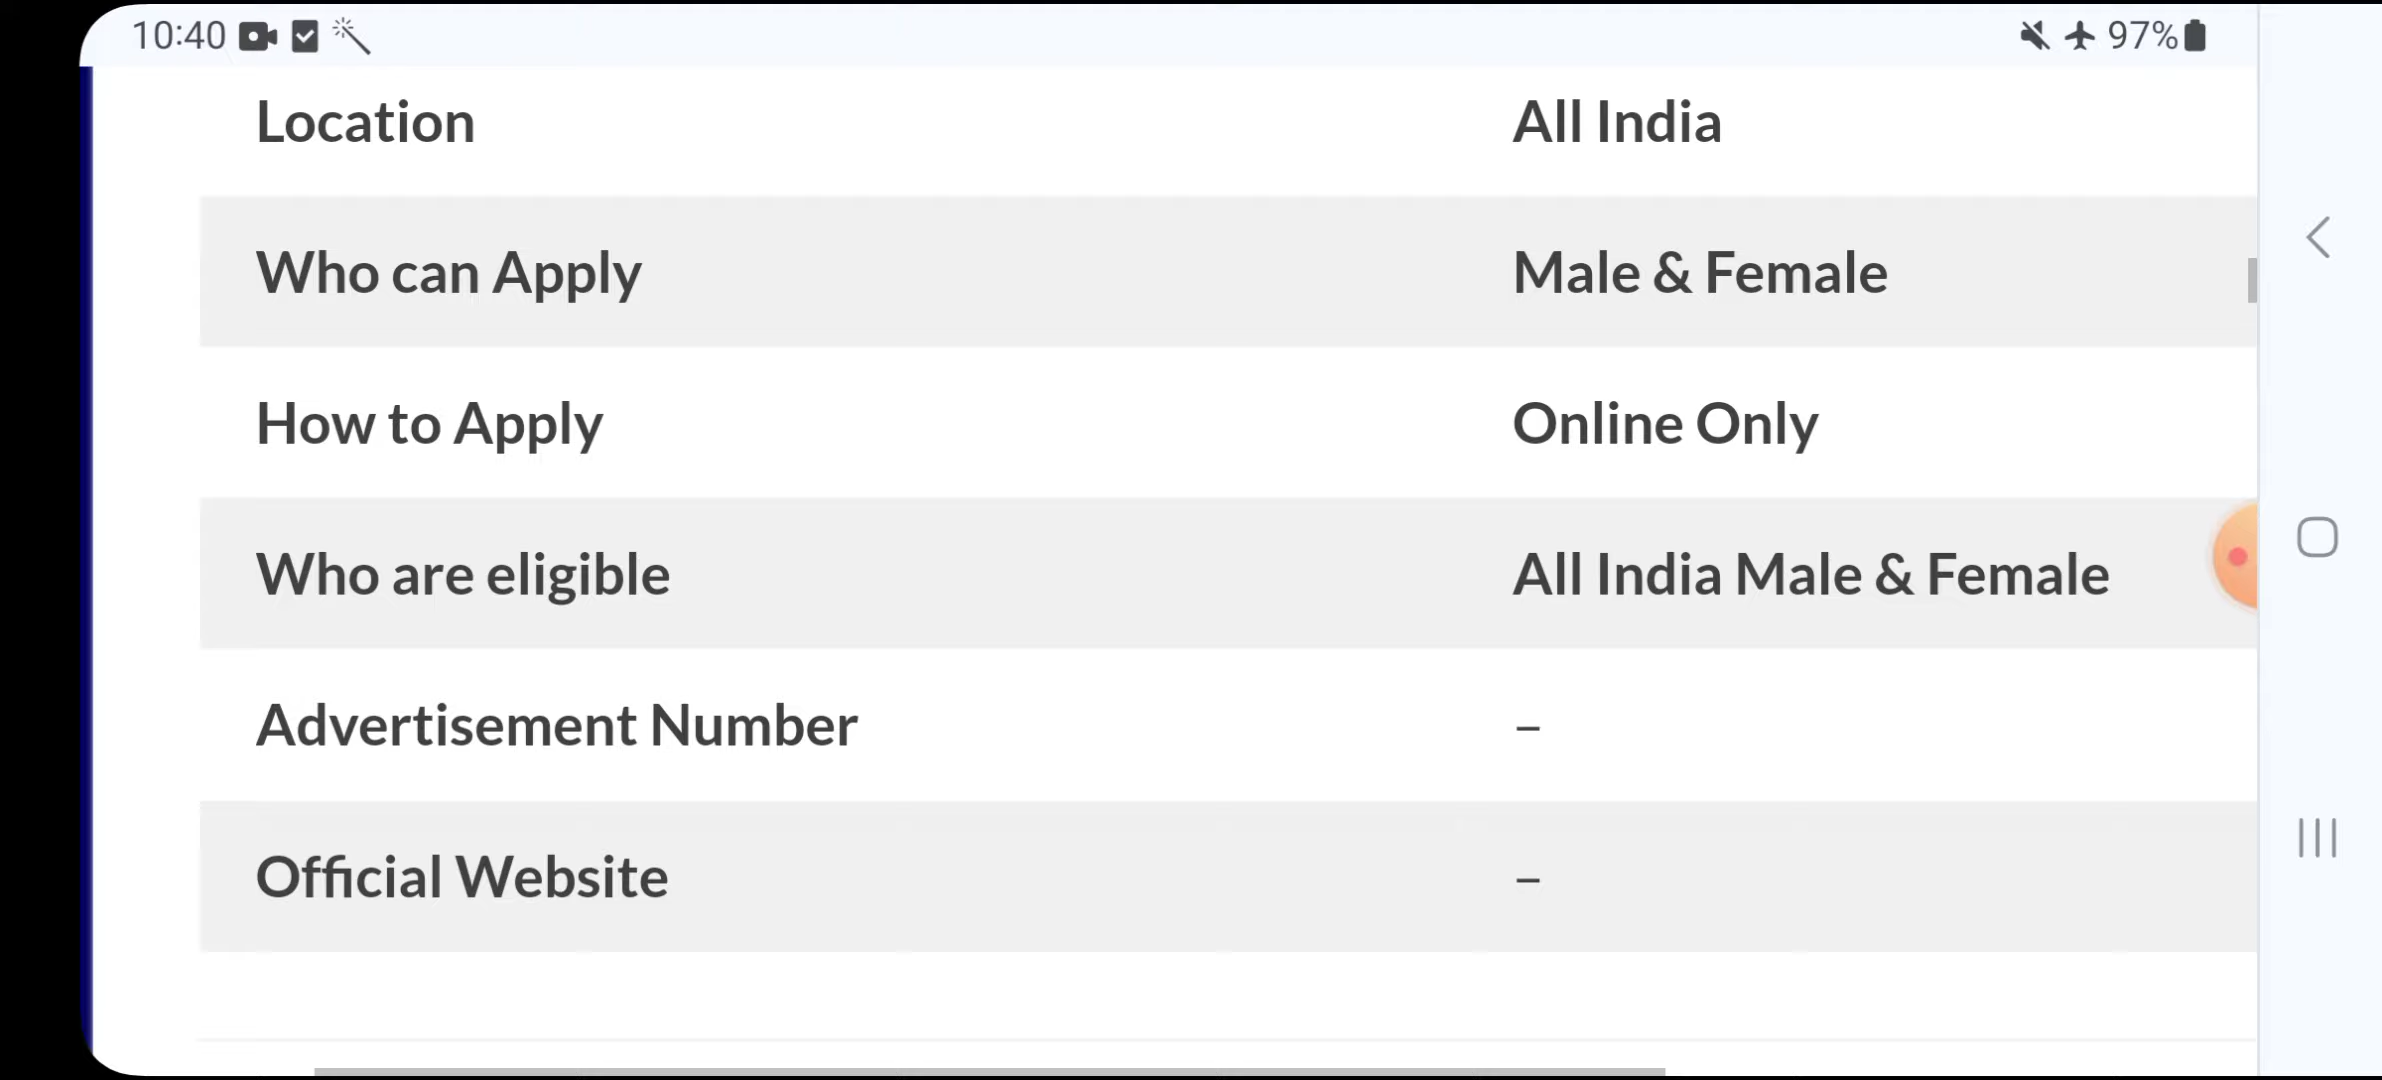 10:40 97%
Location All India
Who can Apply Male & Female
How to Apply Online Only
Who are eligible All India Male & Female
Advertisement Number –
Official Website –